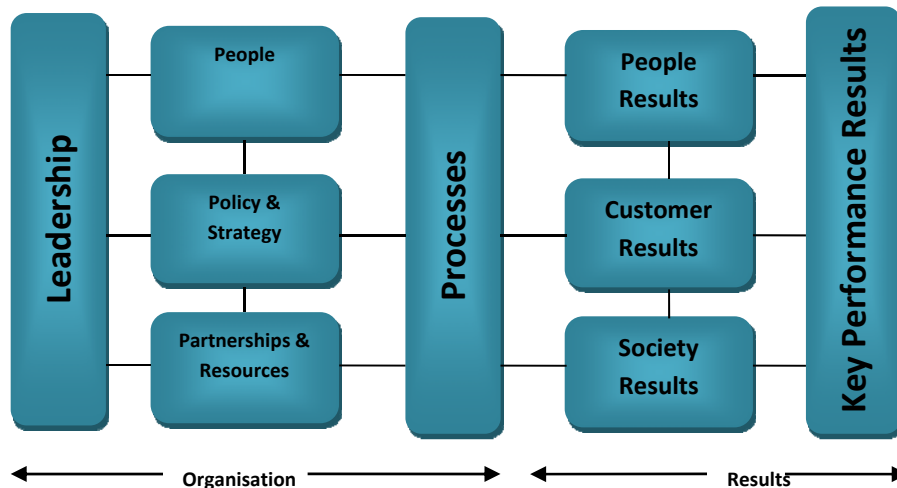 Leadership
People
Policy &
Strategy
Partnerships &
Resources
Processes
People
Results
Customer
Results
Society
Results
Key Performance Results
Organisation
Results